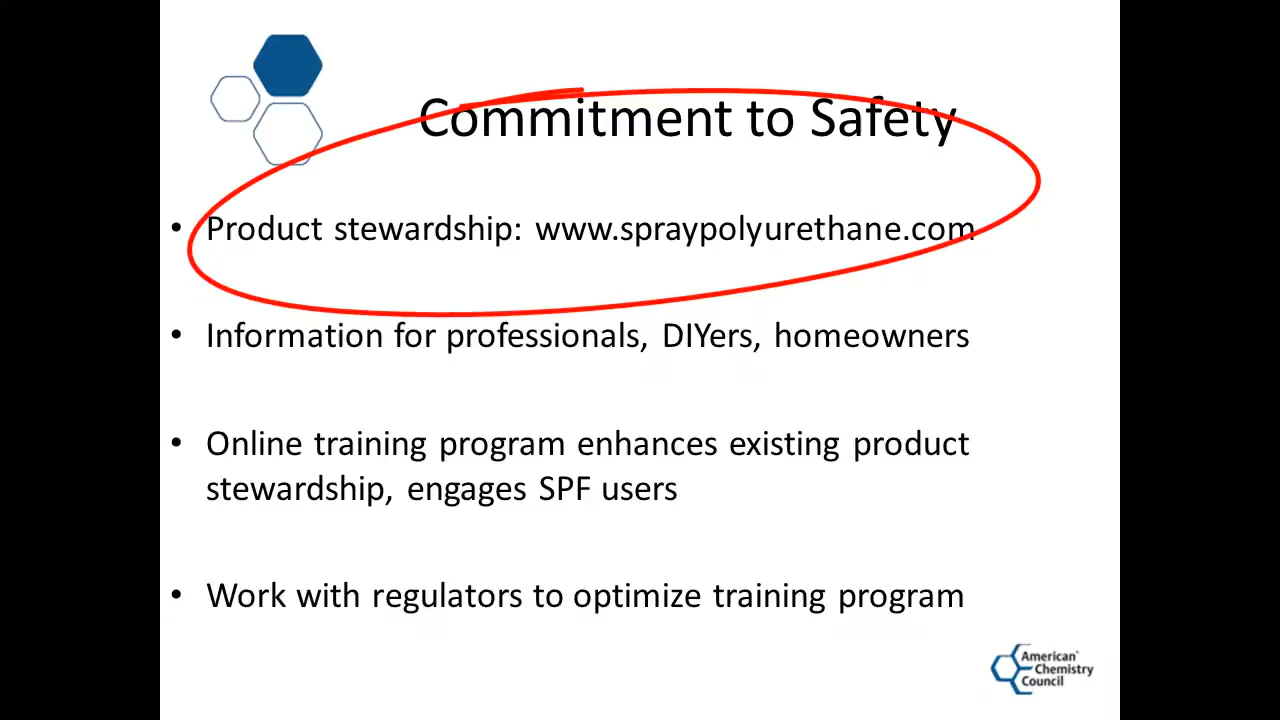 Commitment to Safety
• Product stewardship: www.spraypolyurethane.com
• Information for professionals, DIYers, homeowners
• Online training program enhances existing product
stewardship, engages SPF users
• Work with regulators to optimize training program
American®
Chemistry
Council